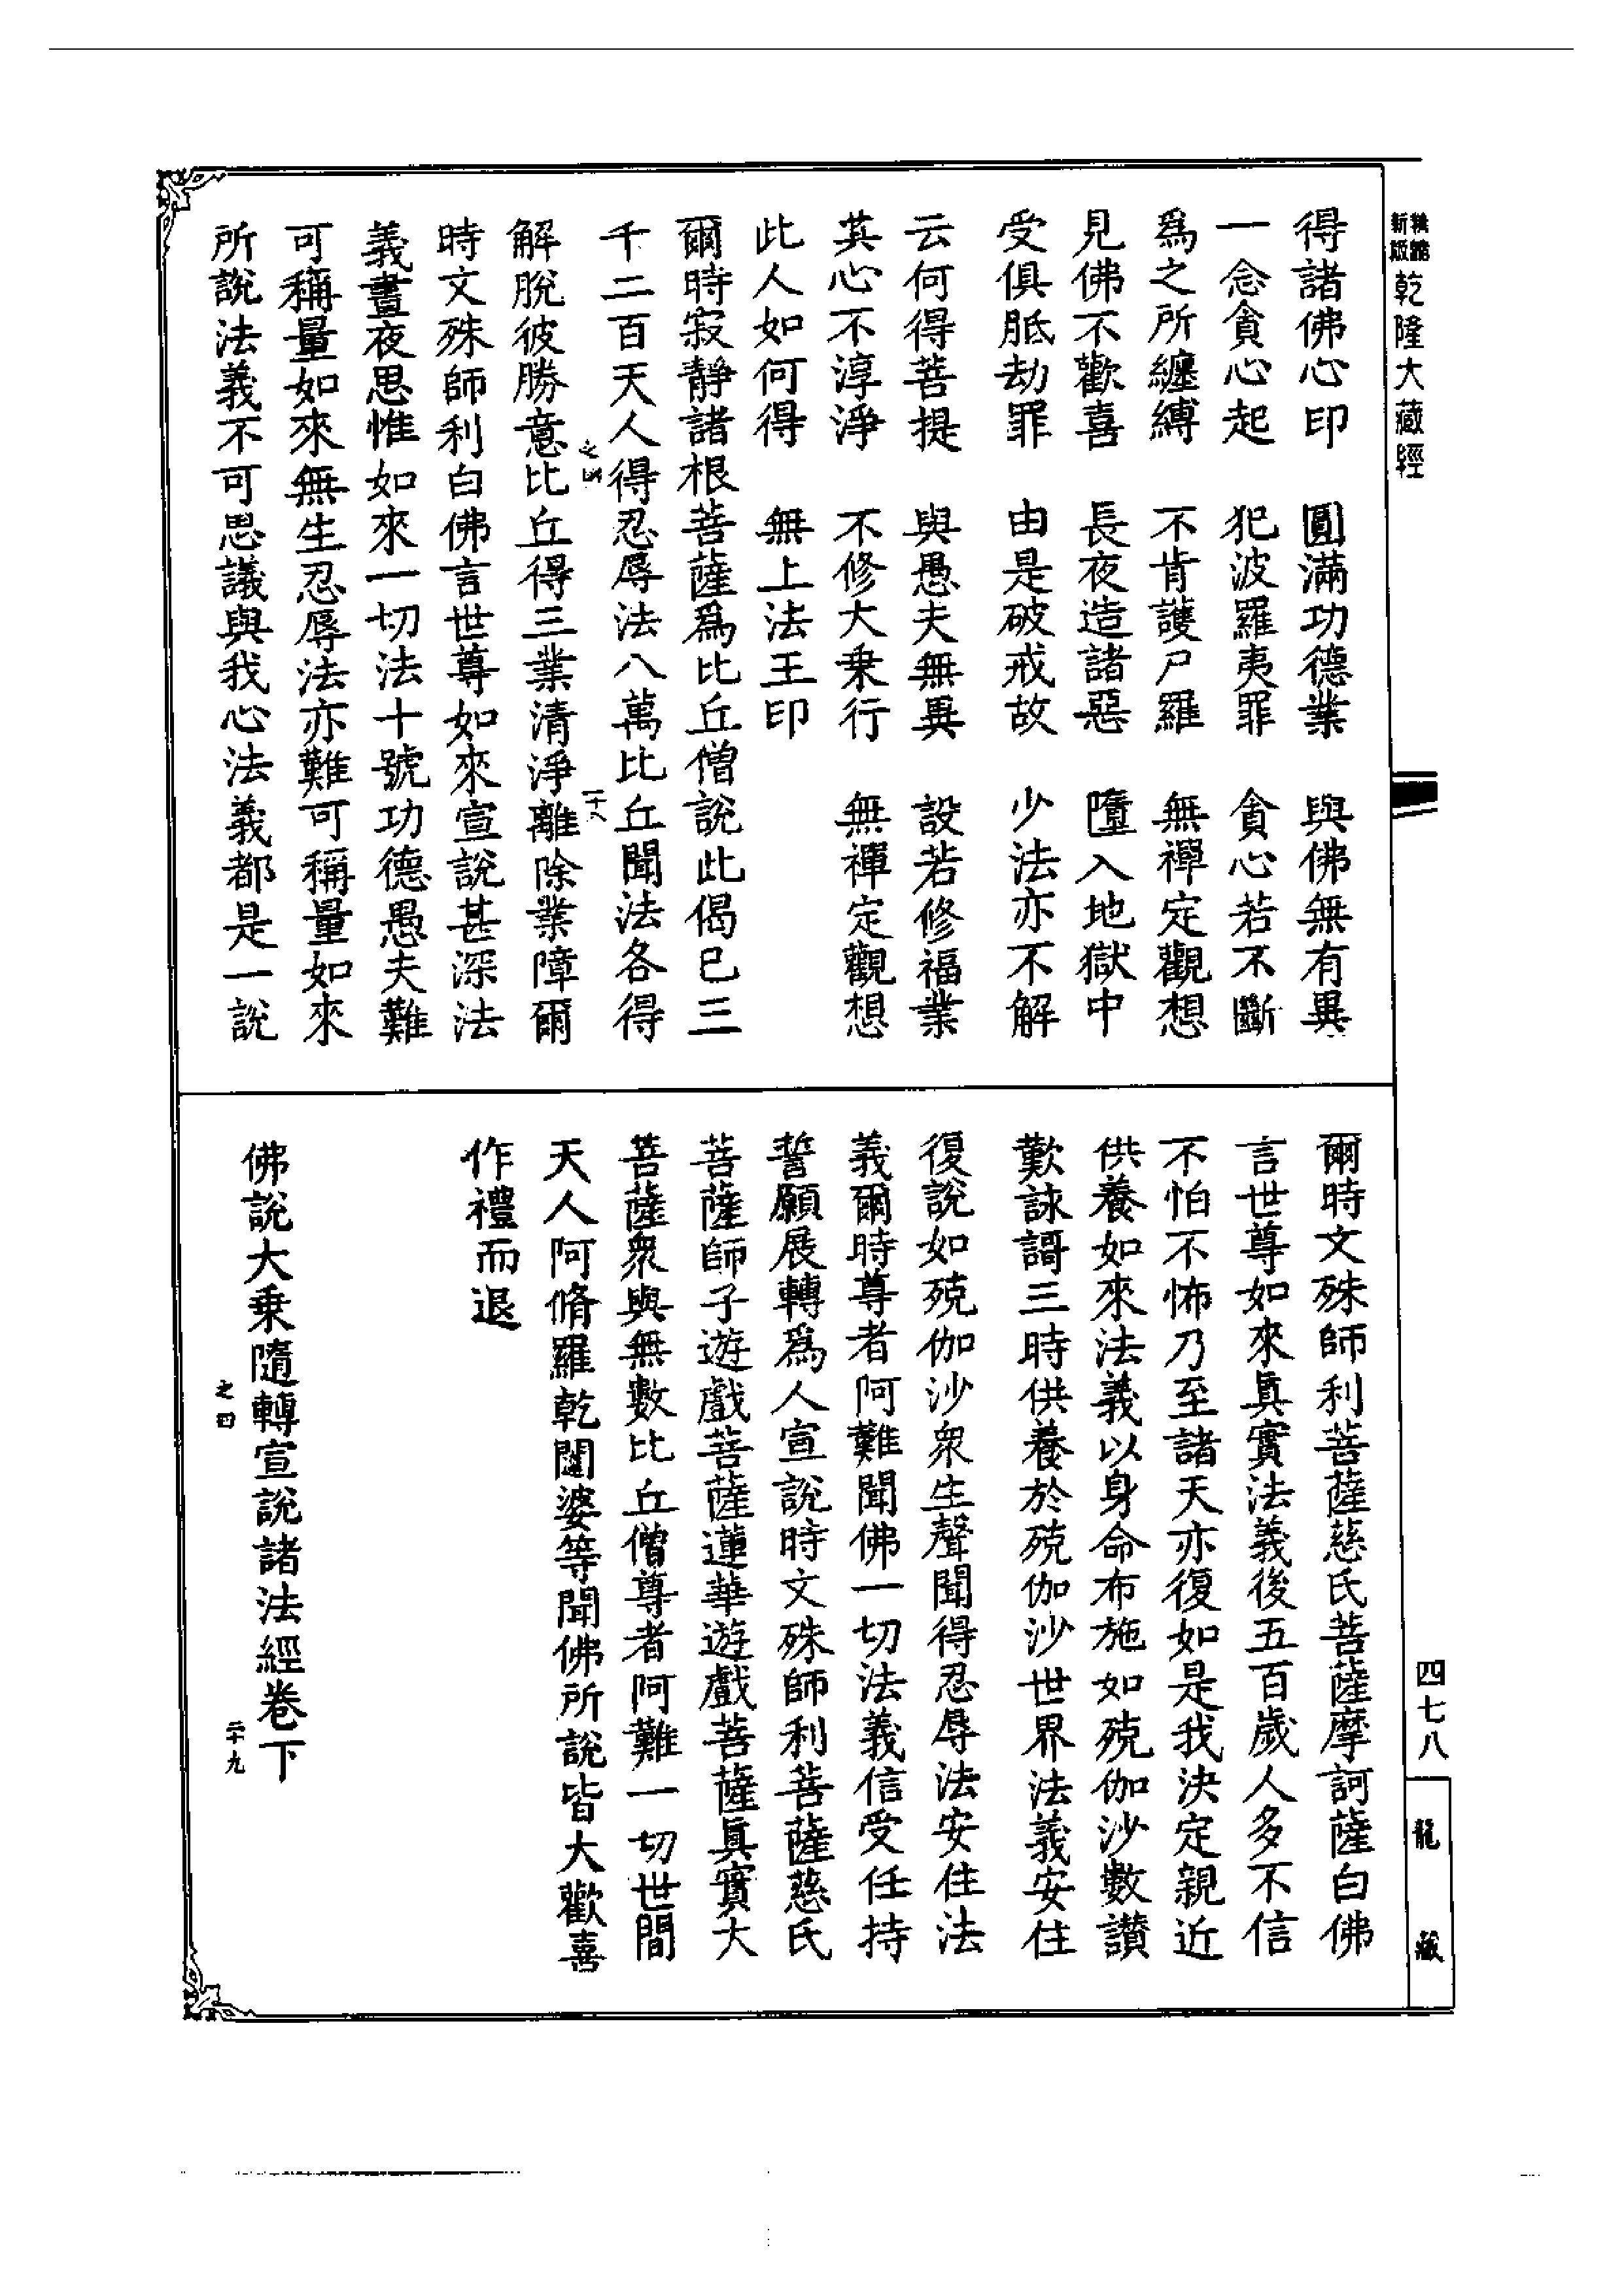 新版
乾隆大藏經
得諸佛心印　圓滿功德業　與佛無有異
一念貪心起　犯波羅夷罪　貪心若不斷
爲之所纏縛　不肯護尸羅　無禪定觀想
見佛不歡喜　長夜造諸惡　墮入地獄中
受俱胝劫罪　由是破戒故　少法亦不解
云何得菩提　與愚夫無異　設若修福業
其心不淳淨　不修大乗行　無禪定觀想
此人如何得　無上法王印
爾時寂靜諸根菩薩爲比丘僧說此偈已三
千二百天人得忍辱法八萬比丘聞法各得
解脫彼勝意比丘得三業清淨離除業障爾
時文殊師利白佛言世尊如來宣說甚深法
義晝夜思惟如來一切法十號功德愚夫難
可稱量如來無生忍辱法亦難可稱量如來
所說法義不可思議與我心法義都是一說
爾時文殊師利菩薩慈氏菩薩摩訶薩白佛
言世尊如來眞實法義後五百歲人多不信
不怕不怖乃至諸天亦復如是我決定親近
供養如來法義以身命布施如殑伽沙數讚
歎詠謌三時供養於殑伽沙世界法義安住
復說如殑伽沙衆生聲聞得忍辱法安住法
義爾時尊者阿難聞佛一切法義信受任持
誓願展轉爲人宣說時文殊師利菩薩慈氏
菩薩師子遊戲菩薩蓮華遊戲菩薩眞實大
菩薩衆與無數比丘僧尊者阿難一切世間
天人阿脩羅乾闥婆等聞佛所說皆大歡喜
作禮而退
佛說大乗隨轉宣說諸法經卷下
二十九
四七八
龍藏